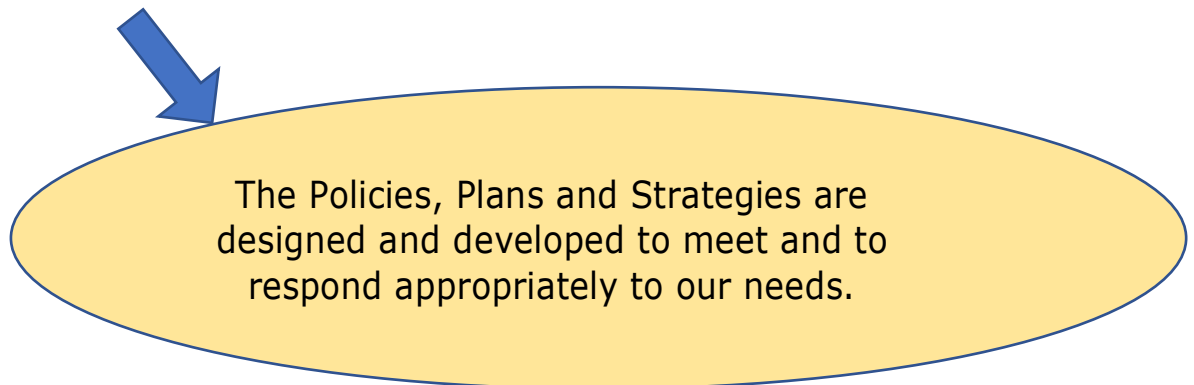 The Policies, Plans and Strategies are
designed and developed to meet and to
respond appropriately to our needs.